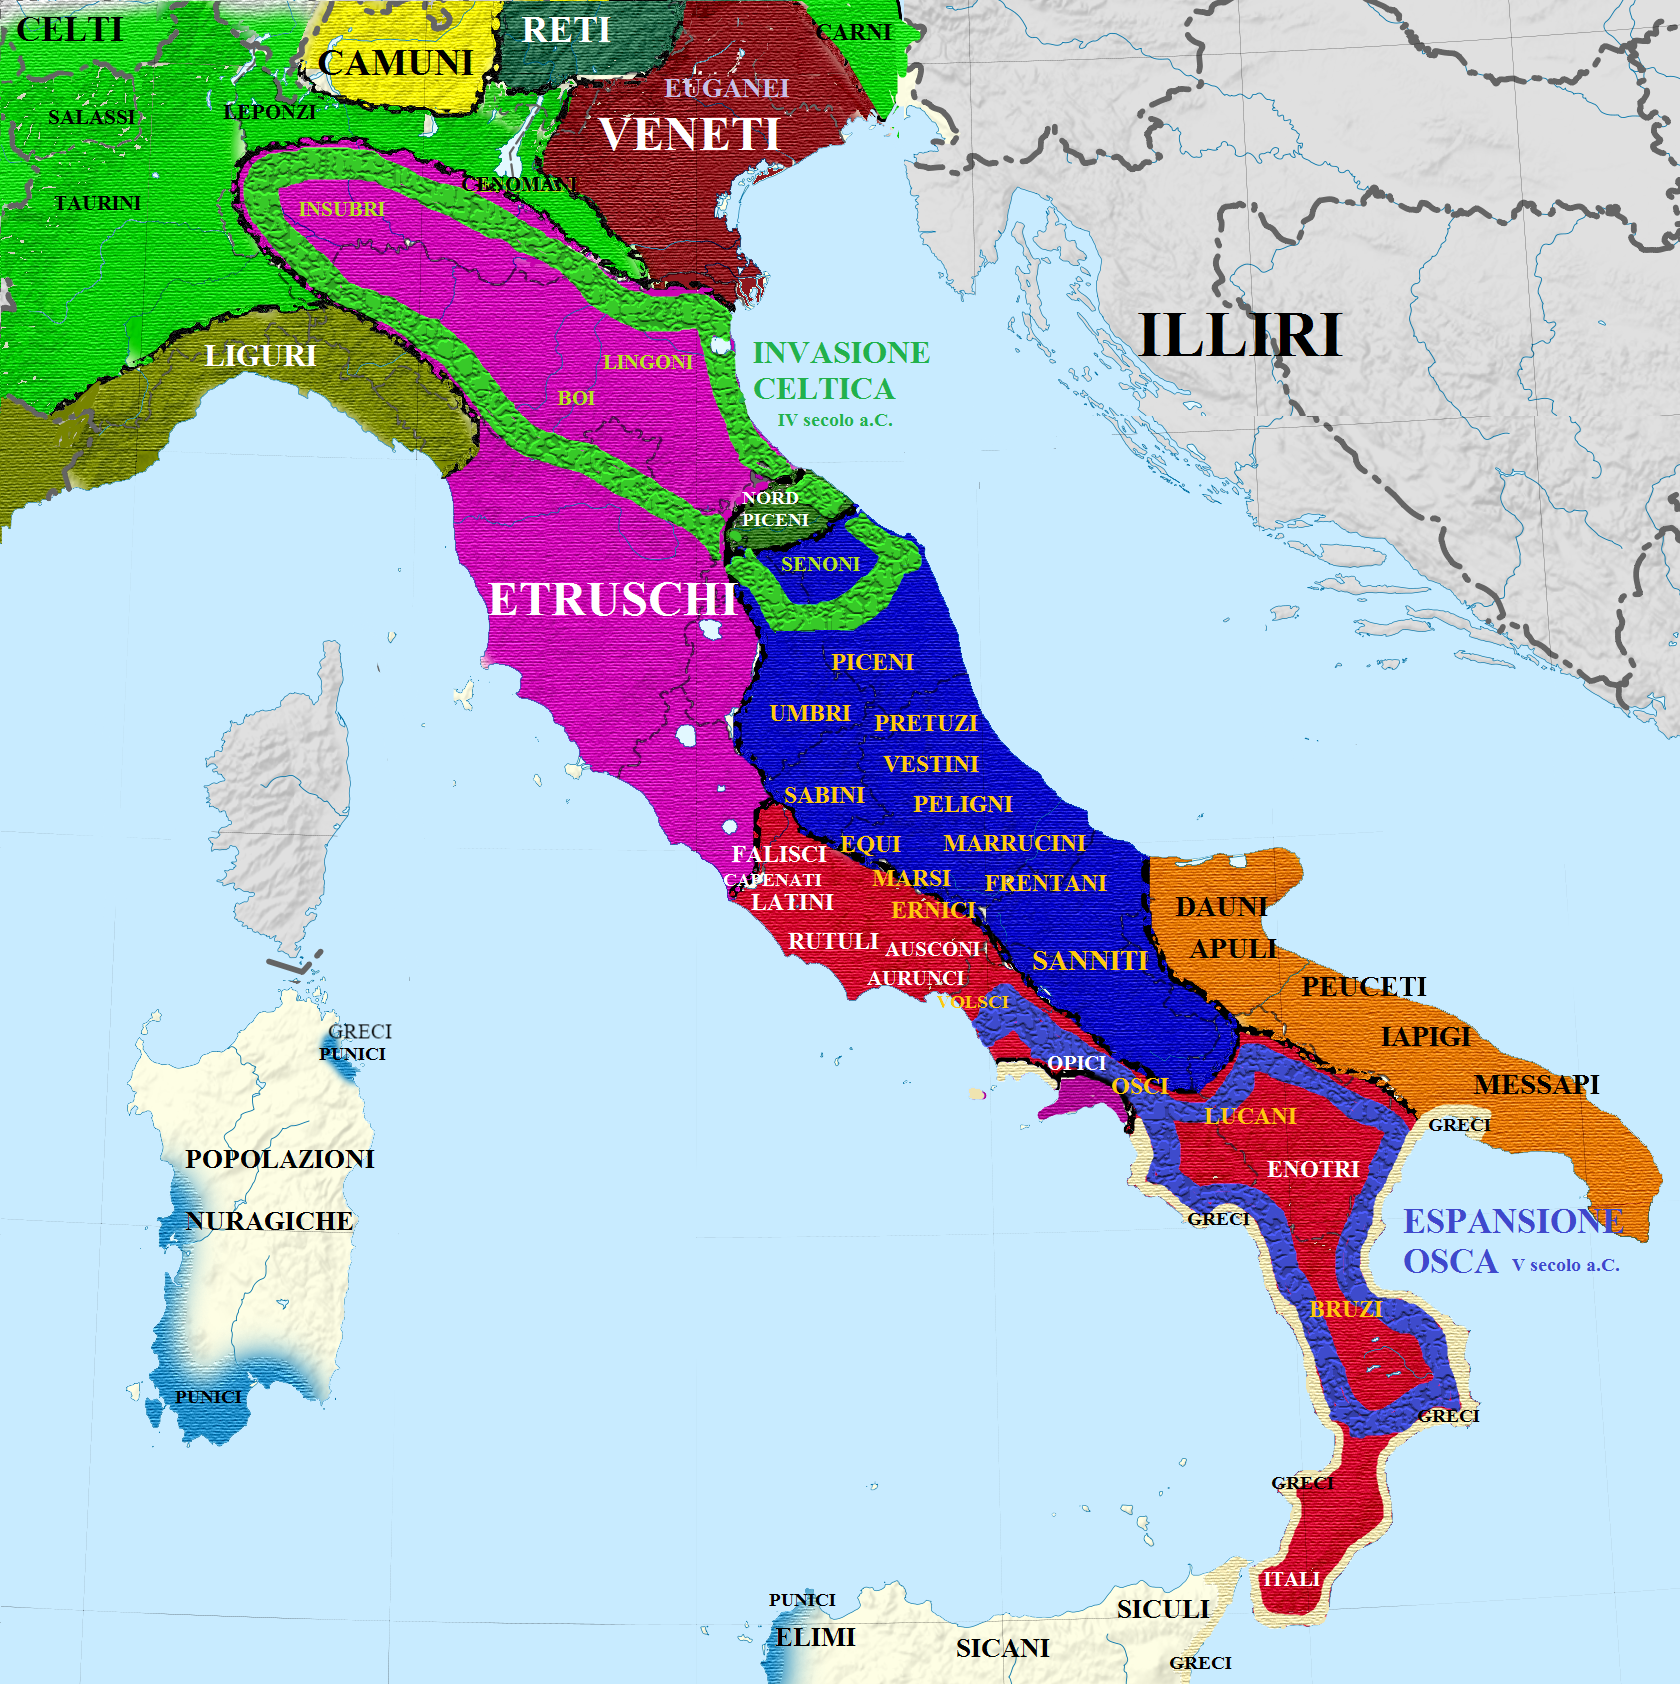 CELTI
CAMUNI
RETI
CARNI
EUGANEI
VENETI
SALASSI
LEPONZI
CENOMANI
TAURINI
INSUBRI
LIGURI
LINGONI
BOI
INVASIONE
CELTICA
IV secolo a.C.
ILLIRI
NORD
PICENI
SENONI
ETRUSCHI
PICENI
UMBRI
PRETUZI
VESTINI
SABINI
PELIGNI
EQUI
MARRUCINI
FALISCI
MARSI
FRENTANI
CAPENATI
LATINI
ERNICI
DAUNI
RUTULI
AUSCONI
APULI
SANNITI
AURUNCI
VOLSCI
PEUCETI
IAPIGI
GRECI
PUNICI
OPICI
OSCI
MESSAPI
LUCANI
GRECI
ENOTRI
POPOLAZIONI
NURAGICHE
GRECI
ESPANSIONE
OSCA V secolo a.C.
BRUZI
PUNICI
GRECI
GRECI
ITALI
PUNICI
ELIMI
SICANI
SICULI
GRECI